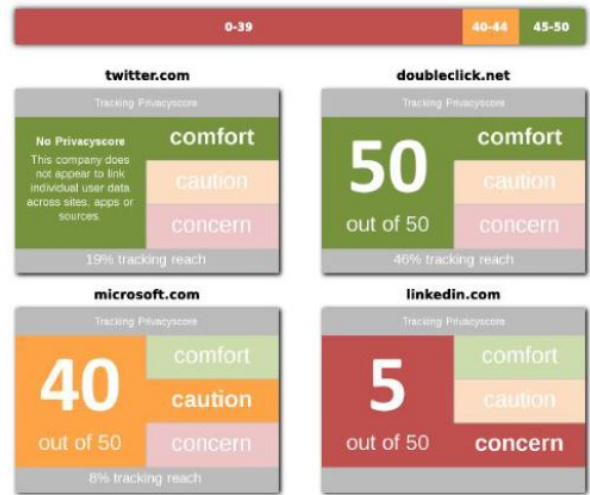 0-39 40-44 45-50
twitter.com
Tracking Privacyscore
No Privacyscore
This company does
not appear to link
individual user data
across sites, apps or
sources.
comfort
caution
concern
19% tracking reach
doubleclick.net
Tracking Privacyscore
50
out of 50
comfort
caution
concern
46% tracking reach
microsoft.com
Tracking Privacyscore
40
out of 50
comfort
caution
concern
8% tracking reach
linkedin.com
Tracking Privacyscore
5
out of 50
comfort
caution
concern